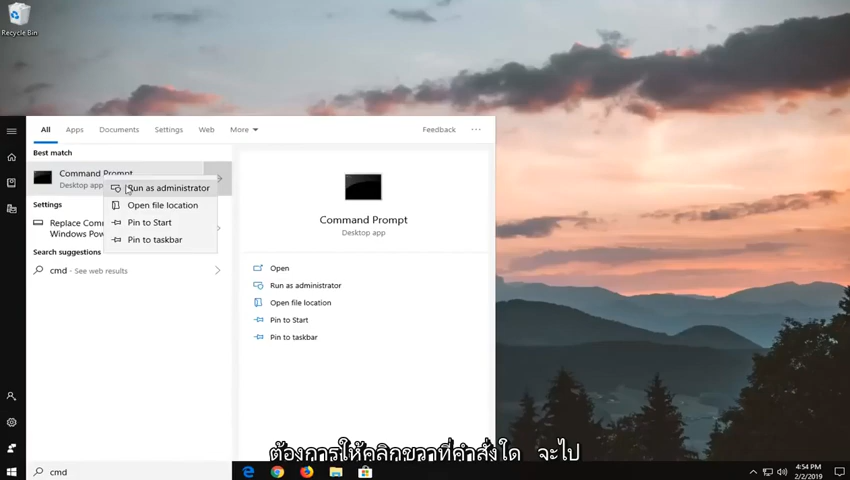 Recycle Bin
All Apps Documents Settings Web More Feedback ...
Best match
Command Prompt
Desktop app
Run as administrator
Open file location
Pin to Start
Pin to taskbar
Settings
Replace Com
Windows Pow
Search suggestions
cmd - See web results
Command Prompt
Desktop app
Open
Run as administrator
Open file location
Pin to Start
Pin to taskbar
ต้องการให้คลิกขวาที่คำสั่งใด จะไป
cmd
4:54 PM
2/2/2019